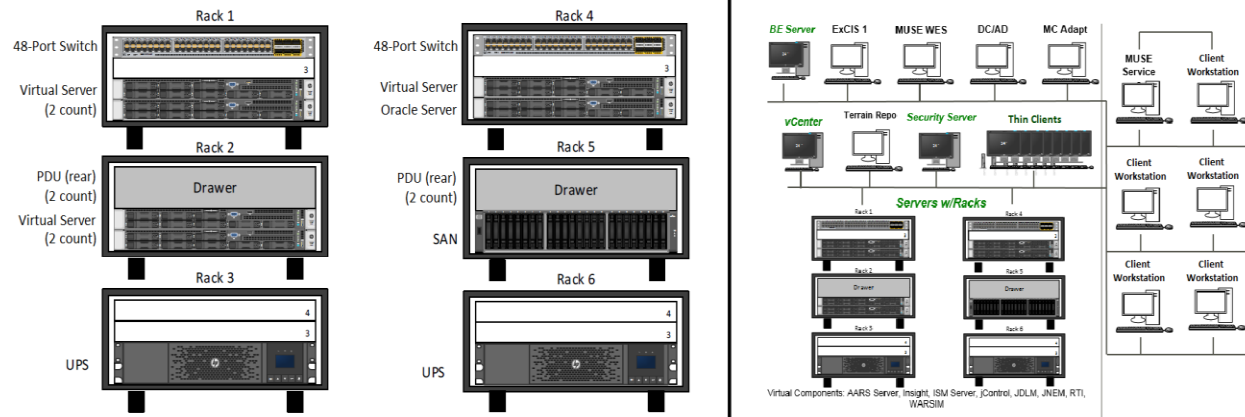 Rack 1
48-Port Switch
3
Virtual Server
(2 count)
Rack 2
PDU (rear)
(2 count)
Drawer
Virtual Server
(2 count)
Rack 3
4
3
UPS
hp
Rack 4
48-Port Switch
3
Virtual Server
Oracle Server
Rack 5
PDU (rear)
(2 count)
Drawer
SAN
Rack 6
4
3
UPS
hp
BE Server
ExCIS 1
MUSE WES
DC/AD
MC Adapt
vCenter
Terrain Repo
Security Server
Thin Clients
Servers w/Racks
Rack 1
3
Rack 2
Drawer
Rack 4
Rack 5
Drawer
Rack 6
Virtual Components: AARS Server, Insight, ISM Server, jControl, JDLM, JNEM, RTI,
WARSIM
MUSE
Service
Client
Workstation
Client
Workstation
Client
Workstation
Client
Workstation
Client
Workstation